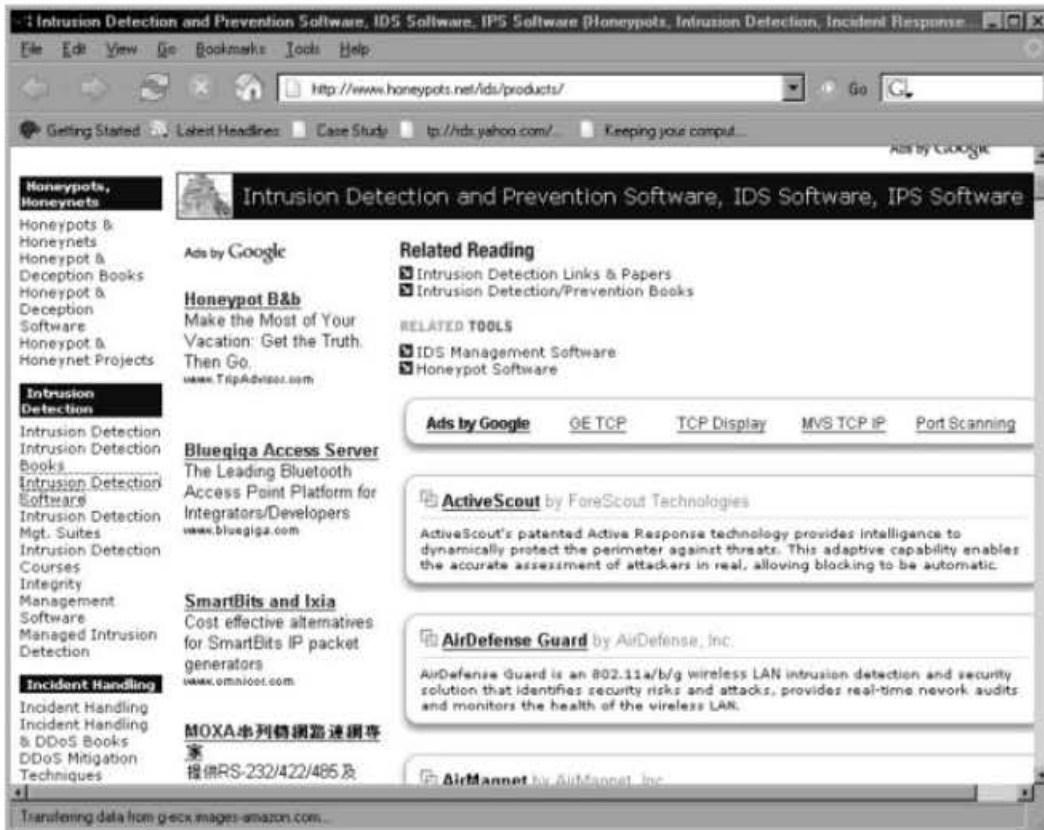 Intrusion Detection and Prevention Software, IDS Software, IPS Software (Honeypots, Intrusion Detection, Incident Response ...
File Edit View Go Bookmarks Tools Help
http://www.honeypots.net/ids/products/
Go
G
Getting Started Latest Headlines Case Study tp://rds.yahoo.com/... Keeping your comput...
Ads by Google
Honeypots,
Honeynets
Honeypots &
Honeynets
Honeypot &
Deception Books
Honeypot &
Deception
Software
Honeypot &
Honeynet Projects
Intrusion
Detection
Intrusion Detection
Intrusion Detection
Books
Intrusion Detection
Software
Intrusion Detection
Mgt. Suites
Intrusion Detection
Courses
Integrity
Management
Software
Managed Intrusion
Detection
Incident Handling
Incident Handling
Incident Handling
& DDoS Books
DDoS Mitigation
Techniques
Intrusion Detection and Prevention Software, IDS Software, IPS Software
Ads by Google
Honeypot B&b
Make the Most of Your
Vacation: Get the Truth.
Then Go.
www.TripAdvisor.com
Bluegiga Access Server
The Leading Bluetooth
Access Point Platform for
Integrators/Developers
www.bluegiga.com
SmartBits and Ixia
Cost effective alternatives
for SmartBits IP packet
generators
www.omnicor.com
MOXA串列轉網路連網專
家
提供RS-232/422/485及
Related Reading
Intrusion Detection Links & Papers
Intrusion Detection/Prevention Books
RELATED TOOLS
IDS Management Software
Honeypot Software
Ads by Google GE TCP TCP Display MVS TCP IP Port Scanning
ActiveScout by ForeScout Technologies
ActiveScout's patented Active Response technology provides intelligence to
dynamically protect the perimeter against threats. This adaptive capability enables
the accurate assessment of attackers in real, allowing blocking to be automatic.
AirDefense Guard by AirDefense, Inc.
AirDefense Guard is an 802.11a/b/g wireless LAN intrusion detection and security
solution that identifies security risks and attacks, provides real-time nework audits
and monitors the health of the wireless LAN.
AirMagnet by AirMagnet, Inc.
Transferring data from g-ecx.images-amazon.com...